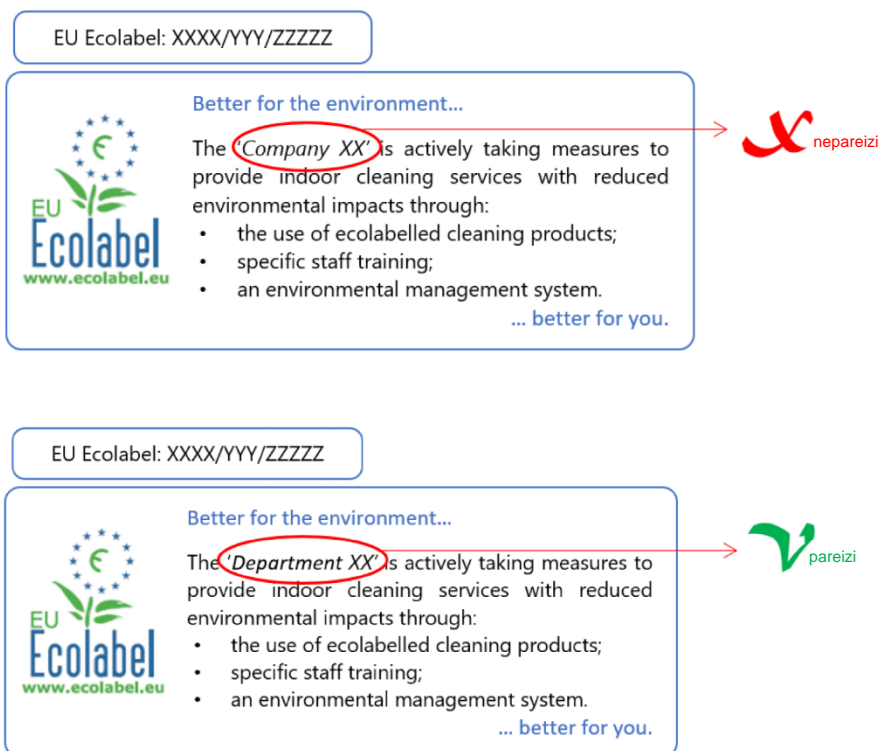 EU Ecolabel: XXXX/YYY/ZZZZZ
Better for the environment...
The 'Company XX' is actively taking measures to
provide indoor cleaning services with reduced
environmental impacts through:
• the use of ecolabelled cleaning products;
• specific staff training;
• an environmental management system.
... better for you.
EU
Ecolabel
www.ecolabel.eu
X nepareizi
EU Ecolabel: XXXX/YYY/ZZZZZ
Better for the environment...
The 'Department XX' is actively taking measures to
provide indoor cleaning services with reduced
environmental impacts through:
• the use of ecolabelled cleaning products;
• specific staff training;
• an environmental management system.
... better for you.
EU
Ecolabel
www.ecolabel.eu
V pareizi